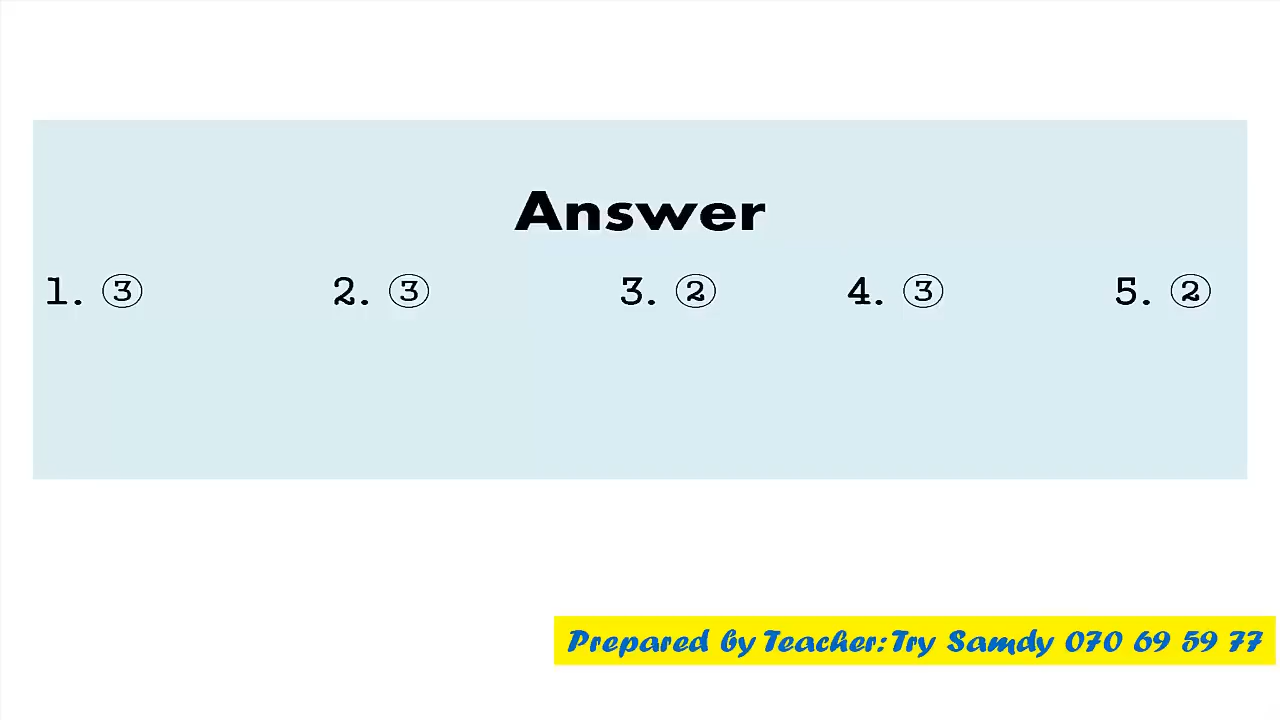 Answer
1. ③ 2. ③ 3. ② 4. ③ 5. ②
Prepared by Teacher: Try Samdy 070 69 59 77